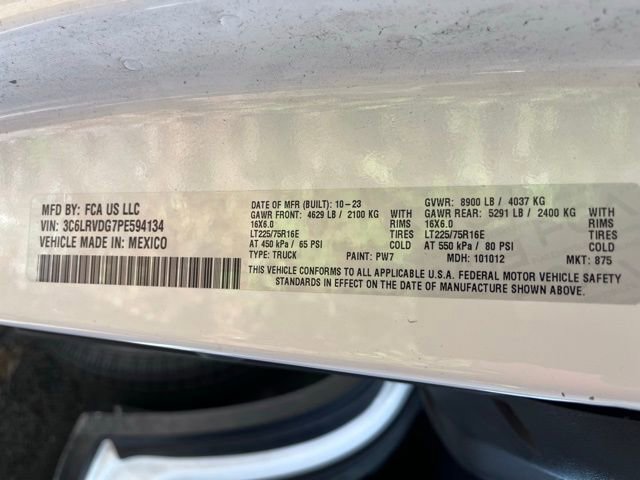 MFD BY: FCA US LLC
VIN: 3C6LRVDG7PE594134
VEHICLE MADE IN: MEXICO
DATE OF MFR (BUILT): 10-23 GVWR: 8900 LB / 4037 KG
GAWR FRONT: 4629 LB / 2100 KG WITH GAWR REAR: 5291 LB / 2400 KG WITH
16X6.0 RIMS 16X6.0 RIMS
LT225/75R16E TIRES LT225/75R16E TIRES
AT 450 kPa / 65 PSI COLD AT 550 kPa / 80 PSI COLD
TYPE: TRUCK PAINT: PW7 MDH: 101012 MKT: 875
THIS VEHICLE CONFORMS TO ALL APPLICABLE U.S.A. FEDERAL MOTOR VEHICLE SAFETY
STANDARDS IN EFFECT ON THE DATE OF MANUFACTURE SHOWN ABOVE.